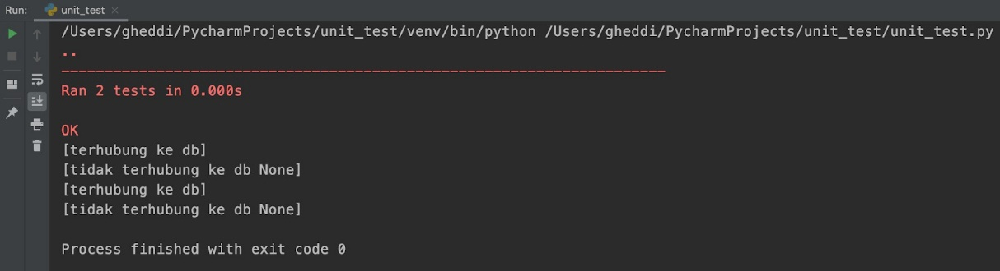 Run: unit_test
/Users/gheddi/PycharmProjects/unit_test/venv/bin/python /Users/gheddi/PycharmProjects/unit_test/unit_test.py
..
----------------------------------------------------------------------
Ran 2 tests in 0.000s
OK
[terhubung ke db]
[tidak terhubung ke db None]
[terhubung ke db]
[tidak terhubung ke db None]
Process finished with exit code 0